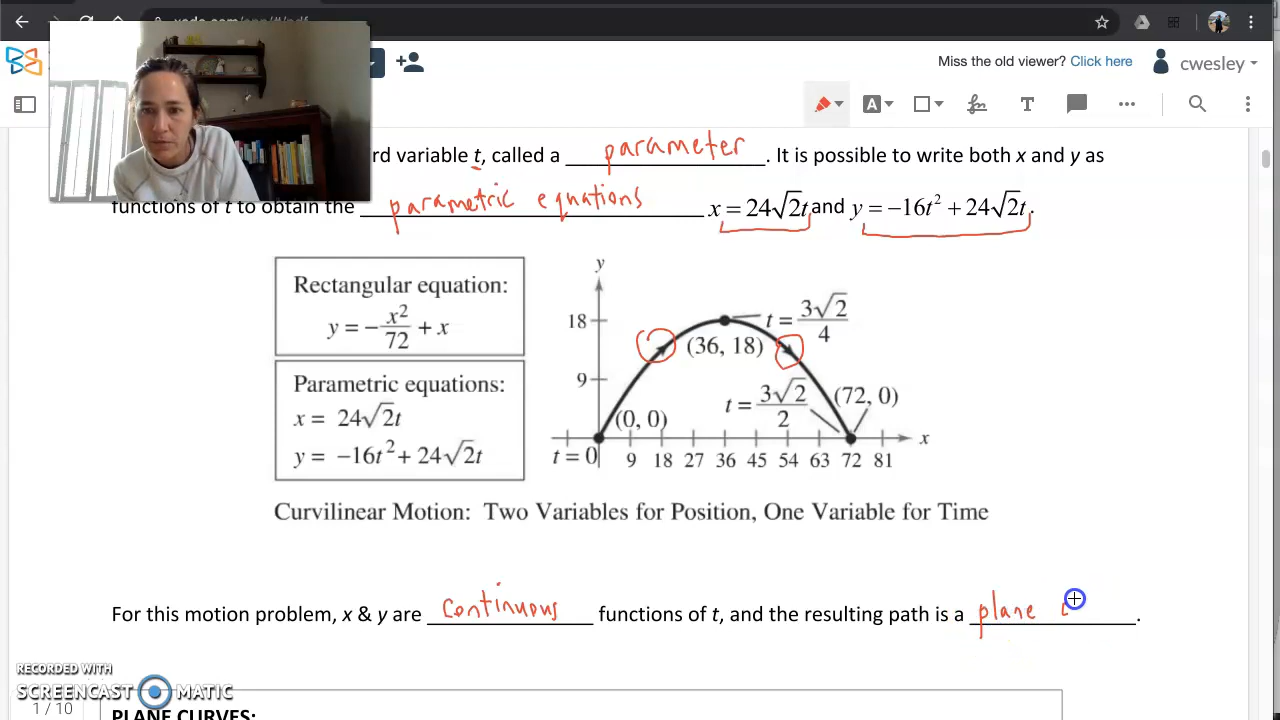 Miss the old viewer? Click here
cwesley
rd variable t, called a parameter. It is possible to write both x and y as
functions of t to obtain the parametric equations x = 24√2t and y = −16t² + 24√2t.
Rectangular equation:
y = −x²/72 + x
Parametric equations:
x = 24√2t
y = −16t² + 24√2t
y
18
9
t = 3√2/4
(36, 18)
t = 3√2/2
(72, 0)
(0, 0)
x
t = 0
9 18 27 36 45 54 63 72 81
Curvilinear Motion: Two Variables for Position, One Variable for Time
For this motion problem, x & y are continuous functions of t, and the resulting path is a plane c.
RECORDED WITH
SCREENCAST MATIC
1 / 10
PLANE CURVES: